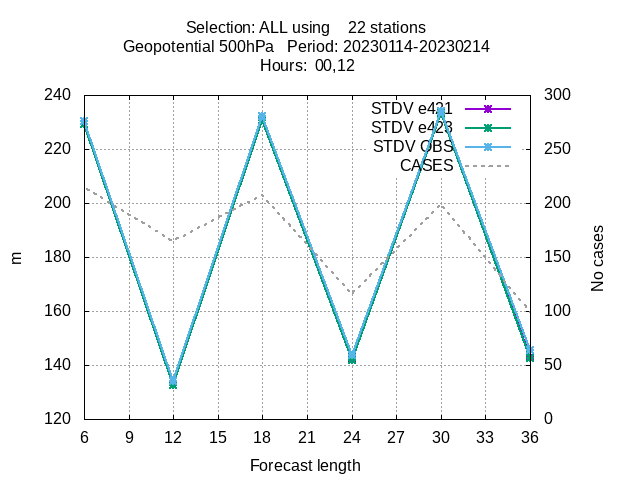 Selection: ALL using    22 stations
Geopotential 500hPa   Period: 20230114-20230214
Hours:  00,12
STDV e421
STDV e423
STDV OBS
CASES
240
220
200
180
160
140
120
300
250
200
150
100
50
0
m
No cases
6 9 12 15 18 21 24 27 30 33 36
Forecast length